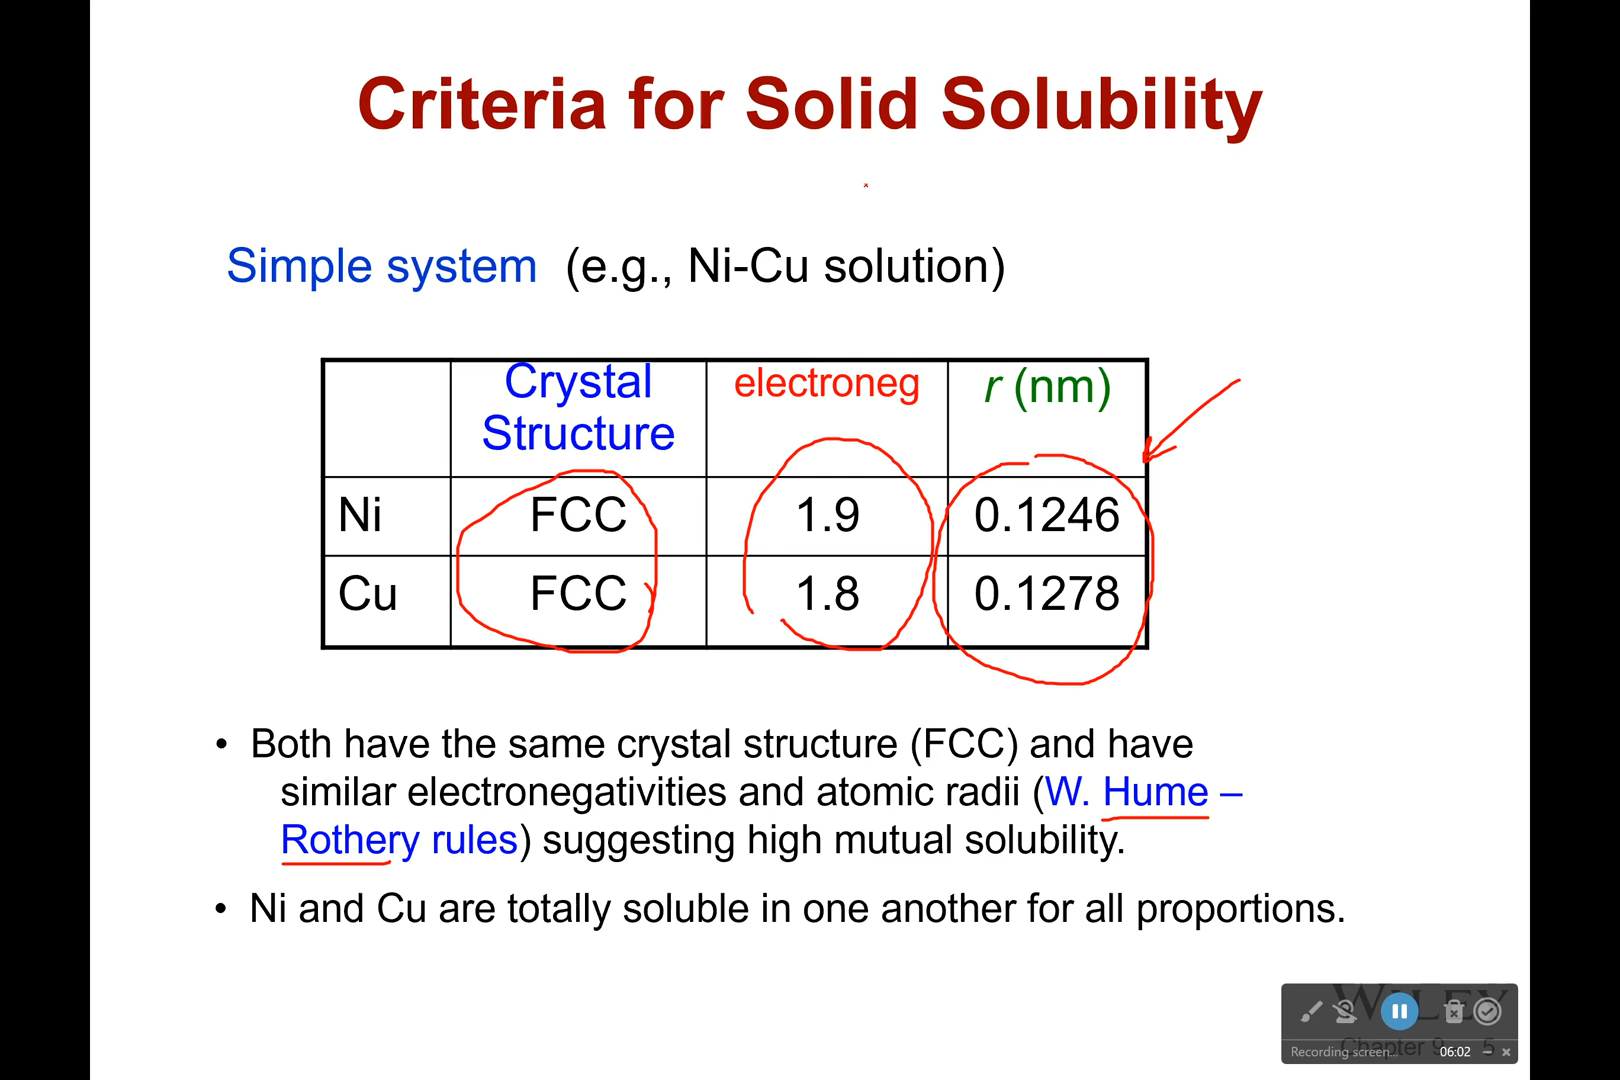 Criteria for Solid Solubility
Simple system (e.g., Ni-Cu solution)
Crystal Structure electroneg r (nm)
Ni FCC 1.9 0.1246
Cu FCC 1.8 0.1278
• Both have the same crystal structure (FCC) and have
similar electronegativities and atomic radii (W. Hume –
Rothery rules) suggesting high mutual solubility.
• Ni and Cu are totally soluble in one another for all proportions.
WILEY
Chapter 9 5
Recording screen... 06:02